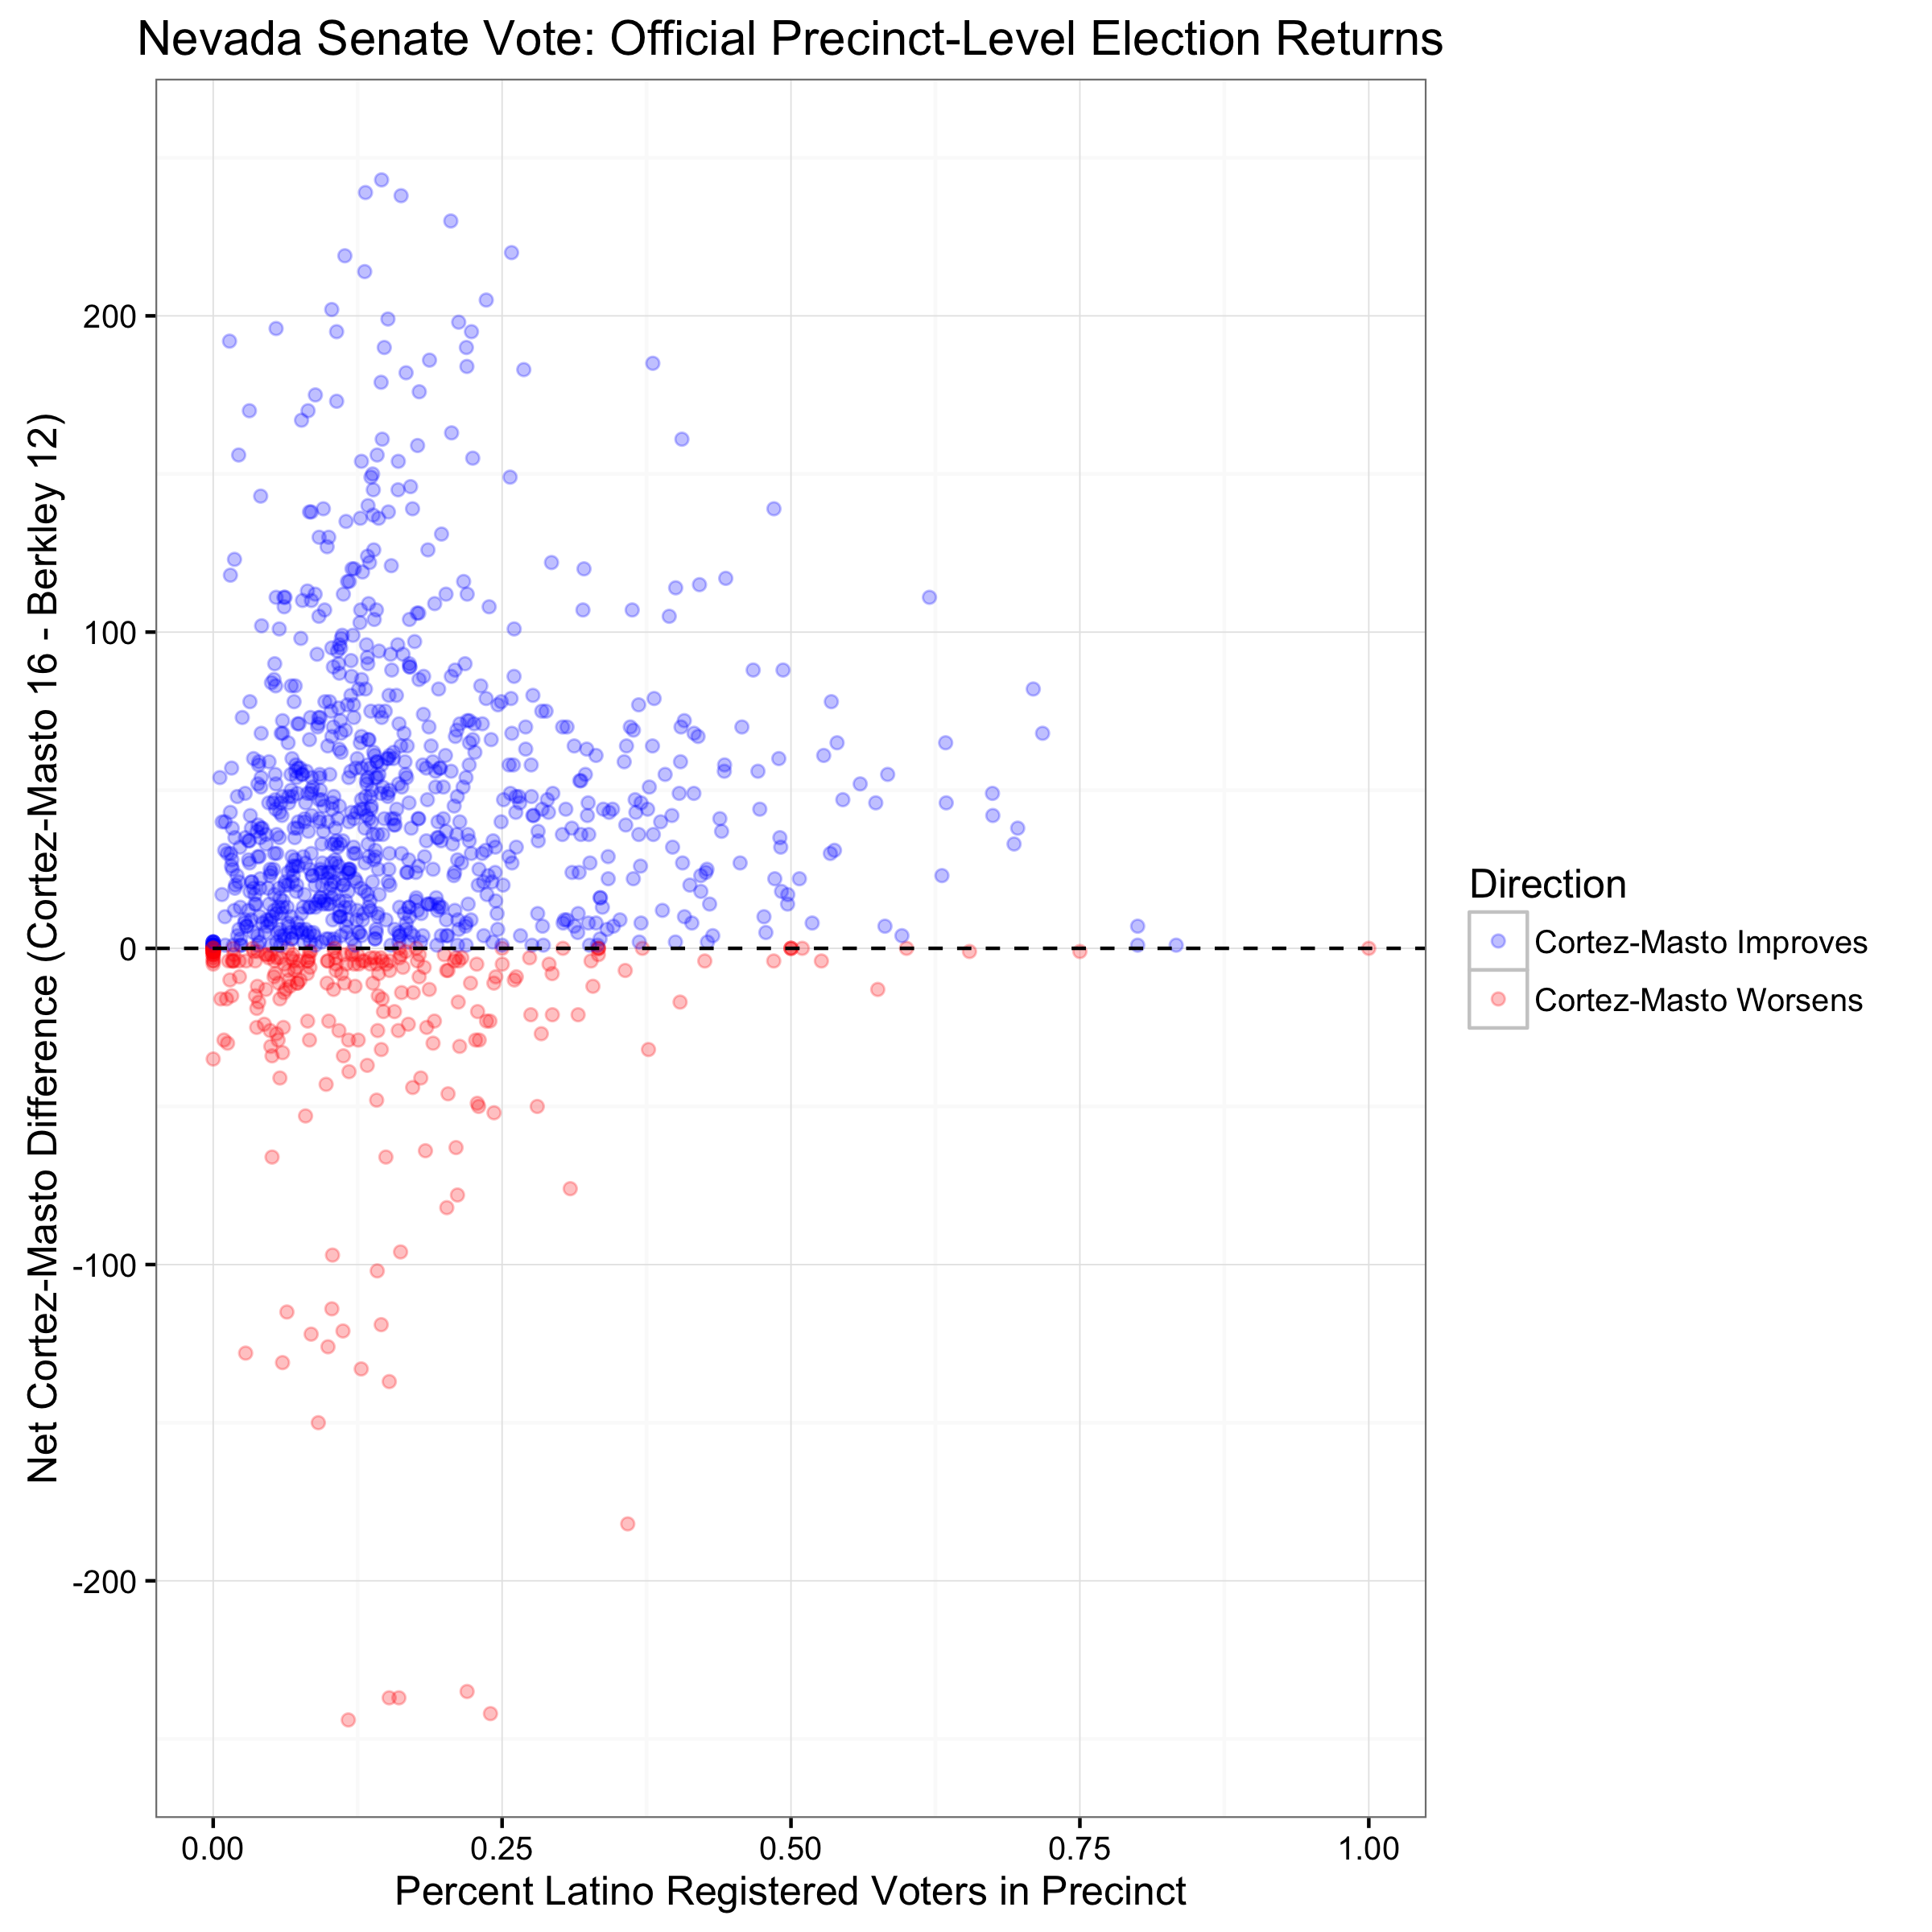 Nevada Senate Vote: Official Precinct-Level Election Returns
Net Cortez-Masto Difference (Cortez-Masto 16 - Berkley 12)
200
100
0
-100
-200
0.00 0.25 0.50 0.75 1.00
Percent Latino Registered Voters in Precinct
Direction
Cortez-Masto Improves
Cortez-Masto Worsens